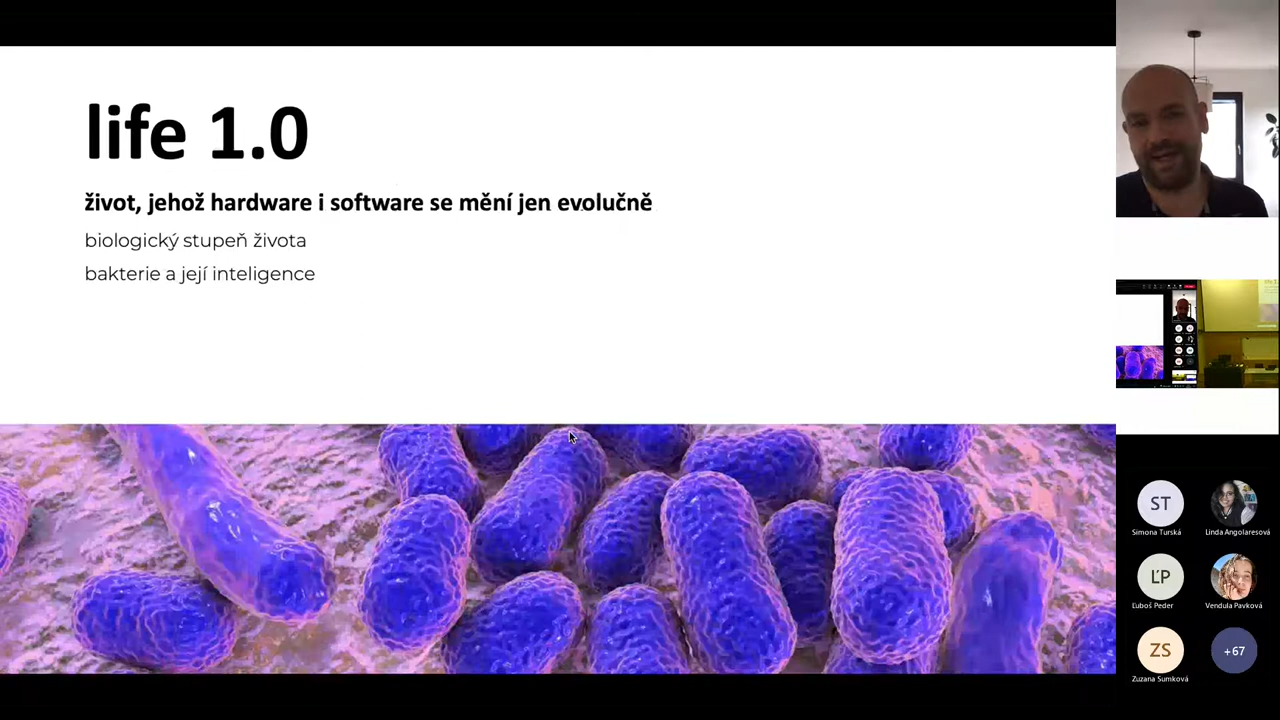 life 1.0
život, jehož hardware i software se mění jen evolučně
biologický stupeň života
bakterie a její inteligence
ST
Simona Turská
Linda Angolaresová
ĽP
Ľuboš Peder
Vendula Pavková
ZS
Zuzana Sumková
+67